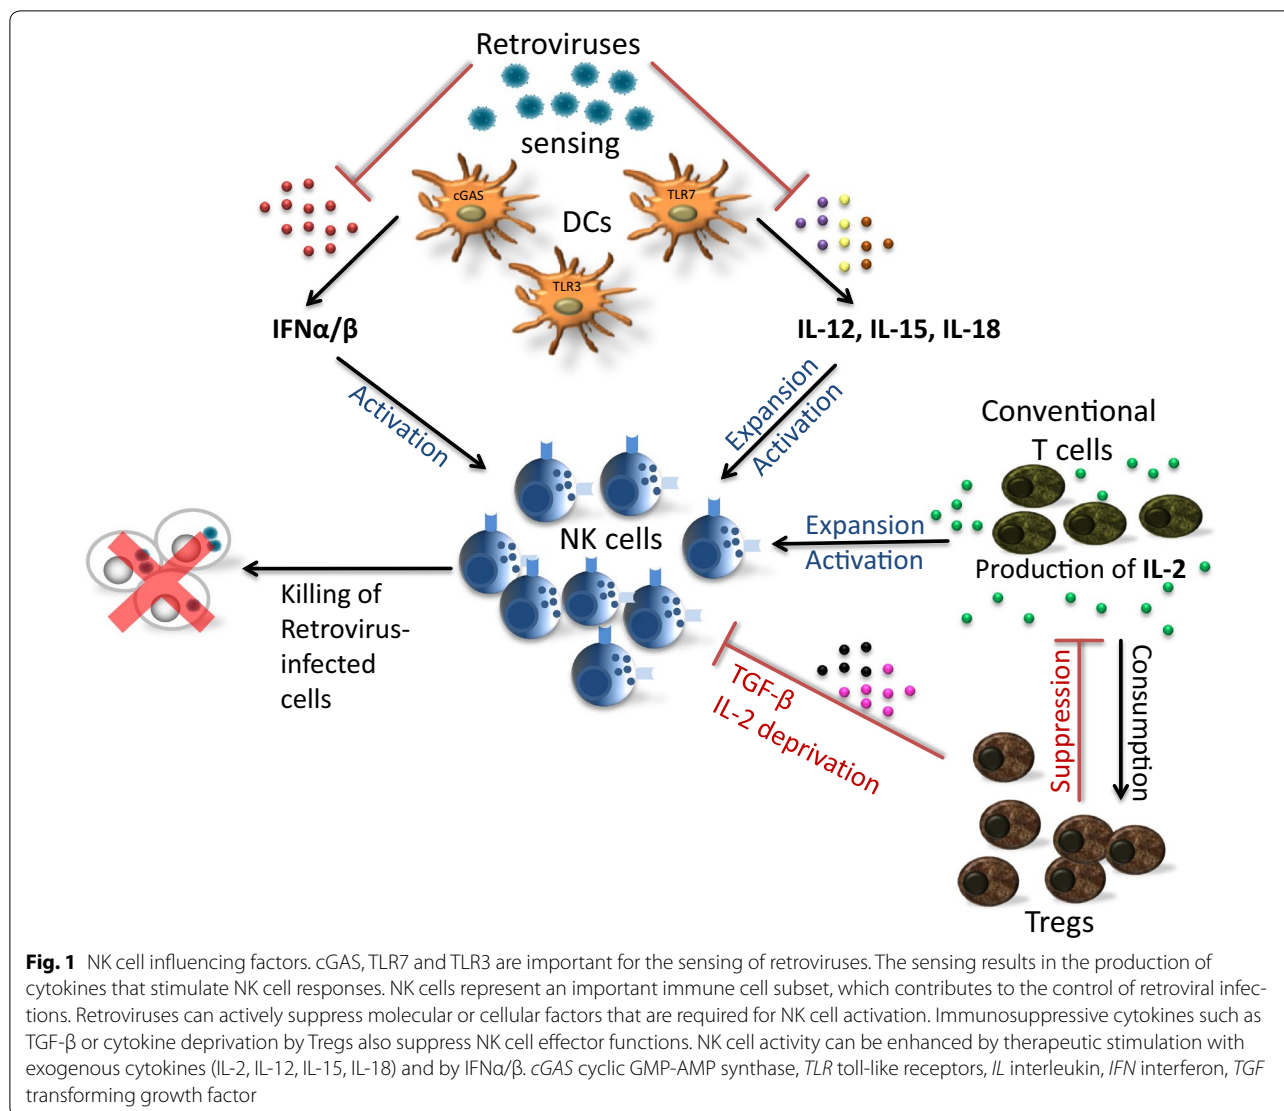 Retroviruses
sensing
cGAS
TLR7
DCs
TLR3
IFNα/β
IL-12, IL-15, IL-18
Activation
Expansion
Activation
Conventional
T cells
Expansion
Activation
Production of IL-2
NK cells
Killing of
Retrovirus-
infected
cells
TGF-β
IL-2 deprivation
Suppression
Consumption
Tregs
Fig. 1 NK cell influencing factors. cGAS, TLR7 and TLR3 are important for the sensing of retroviruses. The sensing results in the production of
cytokines that stimulate NK cell responses. NK cells represent an important immune cell subset, which contributes to the control of retroviral infec-
tions. Retroviruses can actively suppress molecular or cellular factors that are required for NK cell activation. Immunosuppressive cytokines such as
TGF-β or cytokine deprivation by Tregs also suppress NK cell effector functions. NK cell activity can be enhanced by therapeutic stimulation with
exogenous cytokines (IL-2, IL-12, IL-15, IL-18) and by IFNα/β. cGAS cyclic GMP-AMP synthase, TLR toll-like receptors, IL interleukin, IFN interferon, TGF
transforming growth factor